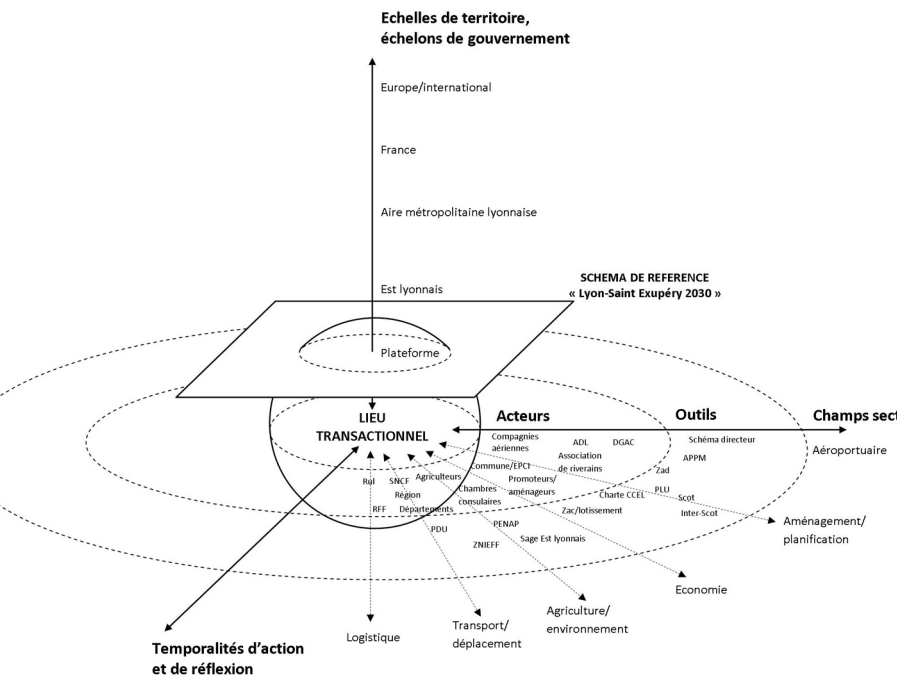 Echelles de territoire,
échelons de gouvernement
Europe/international
France
Aire métropolitaine lyonnaise
Est lyonnais
SCHEMA DE REFERENCE
« Lyon-Saint Exupéry 2030 »
Plateforme
LIEU
TRANSACTIONNEL
Acteurs
Outils
Champs sect
Compagnies
aériennes
ADL
DGAC
Schéma directeur
Aéroportuaire
Association
de riverains
APPM
Commune/EPCI
Zad
Rul
SNCF
Agriculteurs
Promoteurs/
aménageurs
Chambres
consulaires
PLU
Région
Charte CCEL
Scot
RFF
Départements
Zac/lotissement
Inter-Scot
Aménagement/
planification
PDU
PENAP
Sage Est lyonnais
ZNIEFF
Economie
Agriculture/
environnement
Transport/
déplacement
Logistique
Temporalités d’action
et de réflexion